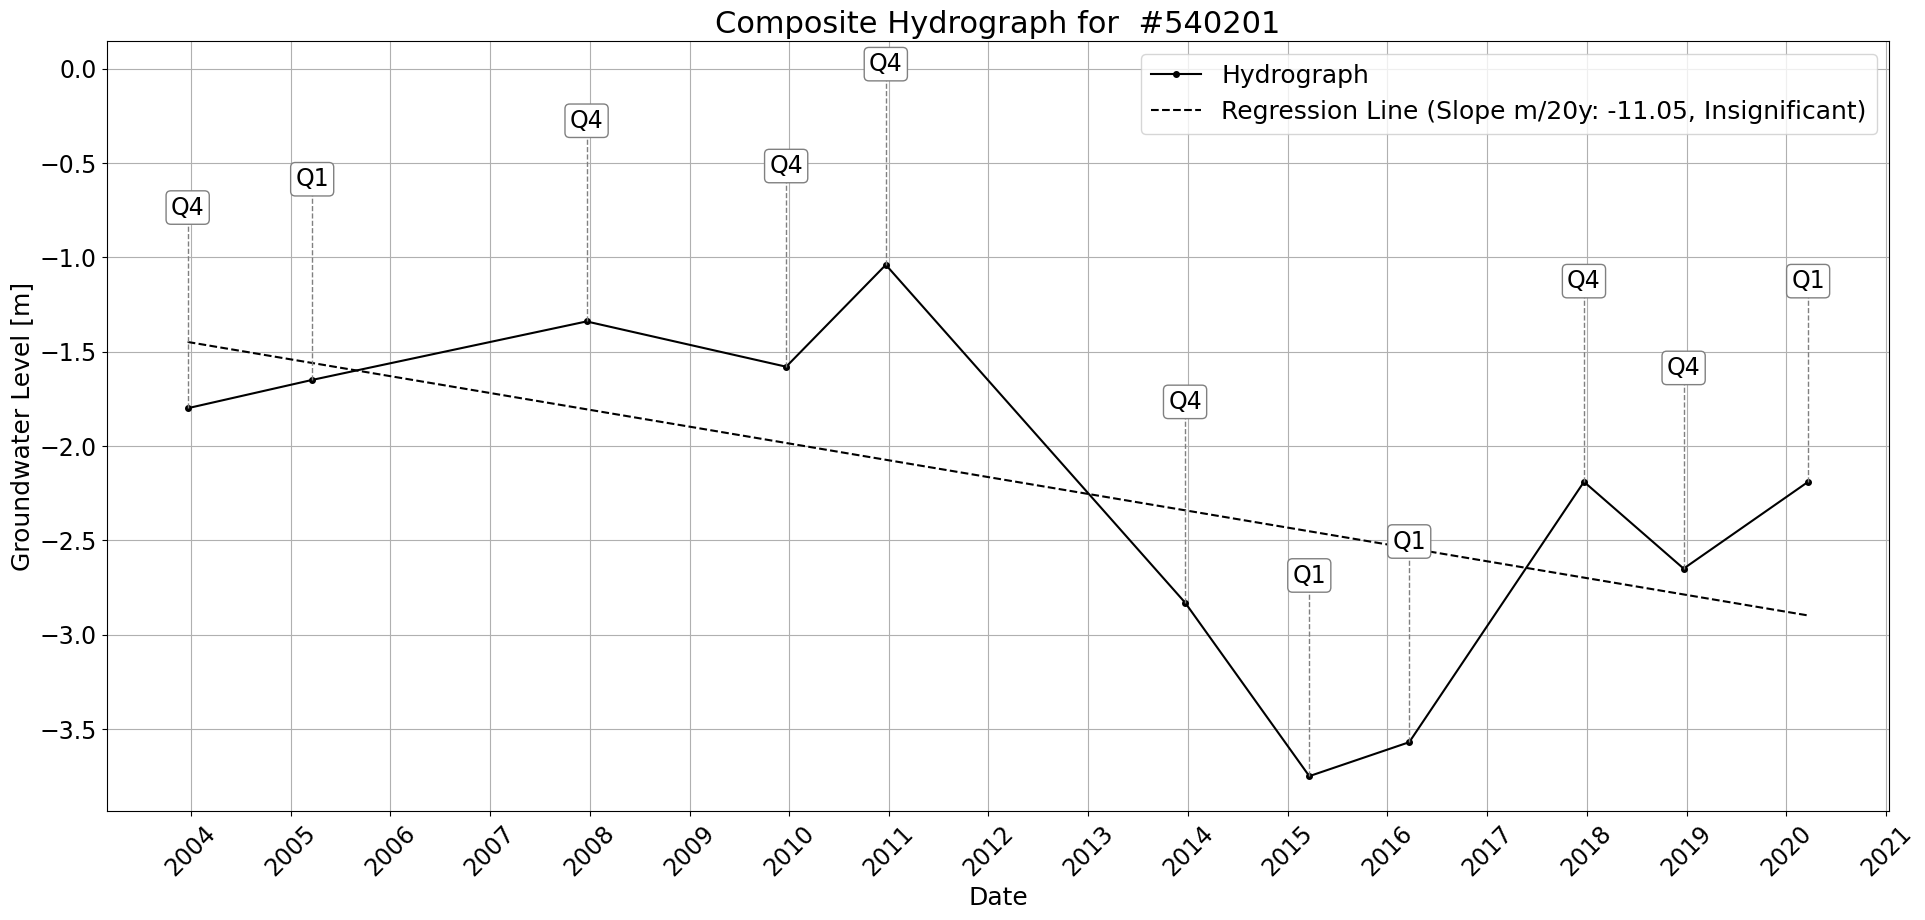 Composite Hydrograph for  #540201
Hydrograph
Regression Line (Slope m/20y: -11.05, Insignificant)
Q4
Q1
Q4
Q4
Q4
Q4
Q1
Q1
Q4
Q4
Q1
Groundwater Level [m]
0.0
−0.5
−1.0
−1.5
−2.0
−2.5
−3.0
−3.5
2004
2005
2006
2007
2008
2009
2010
2011
2012
2013
2014
2015
2016
2017
2018
2019
2020
2021
Date